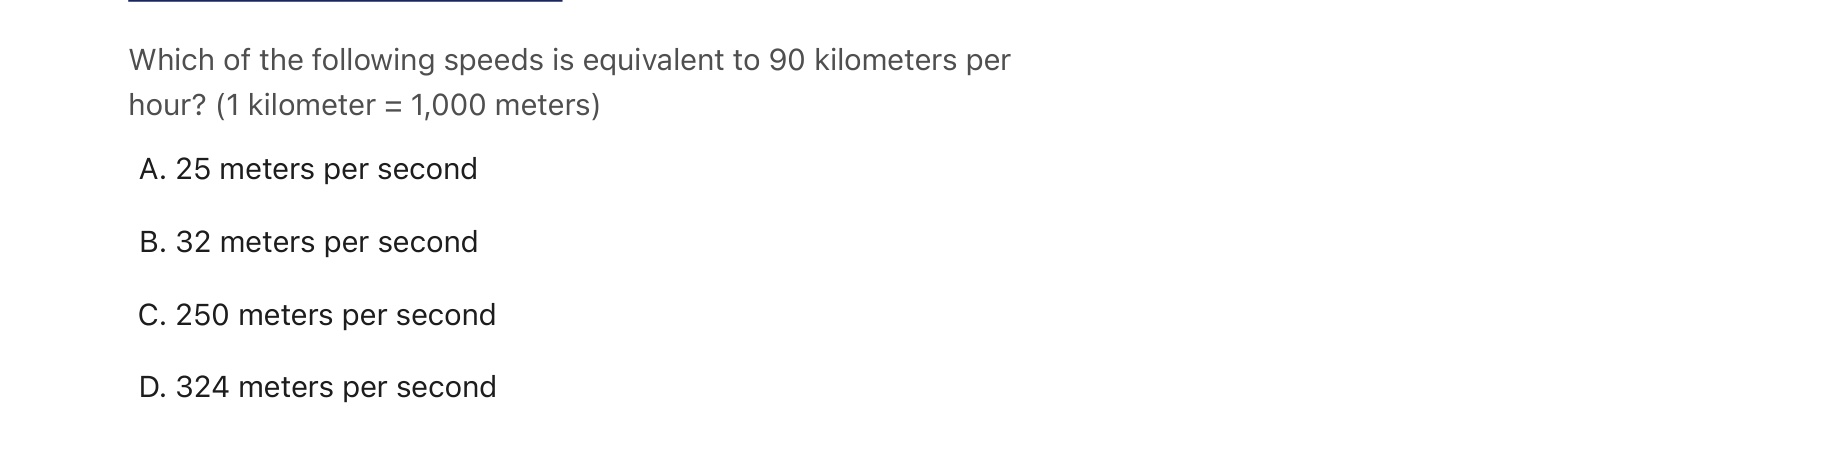 Which of the following speeds is equivalent to 90 kilometers per
hour? (1 kilometer = 1,000 meters)
A. 25 meters per second
B. 32 meters per second
C. 250 meters per second
D. 324 meters per second